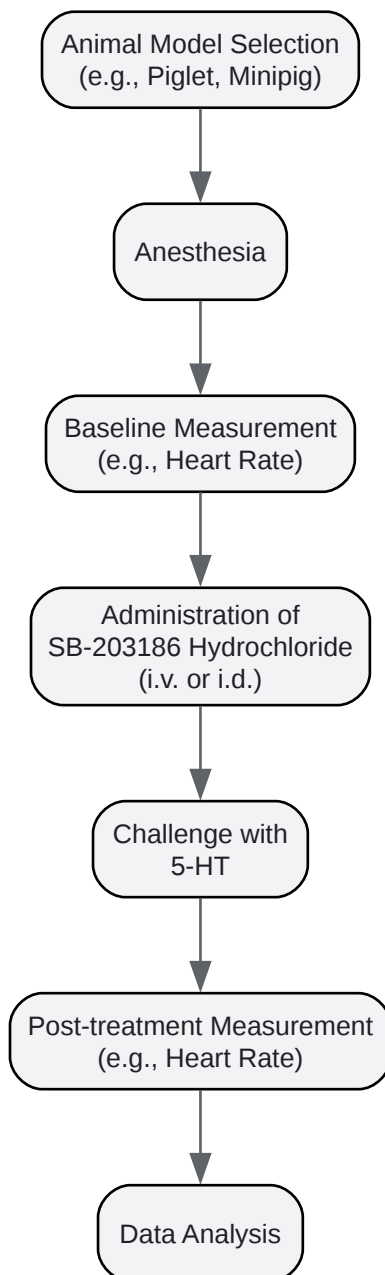 Animal Model Selection
(e.g., Piglet, Minipig)
Anesthesia
Baseline Measurement
(e.g., Heart Rate)
Administration of
SB-203186 Hydrochloride
(i.v. or i.d.)
Challenge with
5-HT
Post-treatment Measurement
(e.g., Heart Rate)
Data Analysis